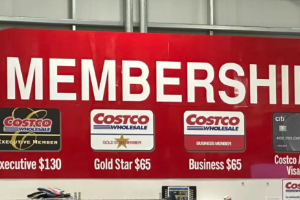 MEMBERSHI
COSTCO
WHOLESALE
EXECUTIVE MEMBER
COSTCO
WHOLESALE
GOLD STAR MEMBER
COSTCO
WHOLESALE
BUSINESS MEMBER
citi
xecutive $130
Gold Star $65
Business $65
Costco A
Visa